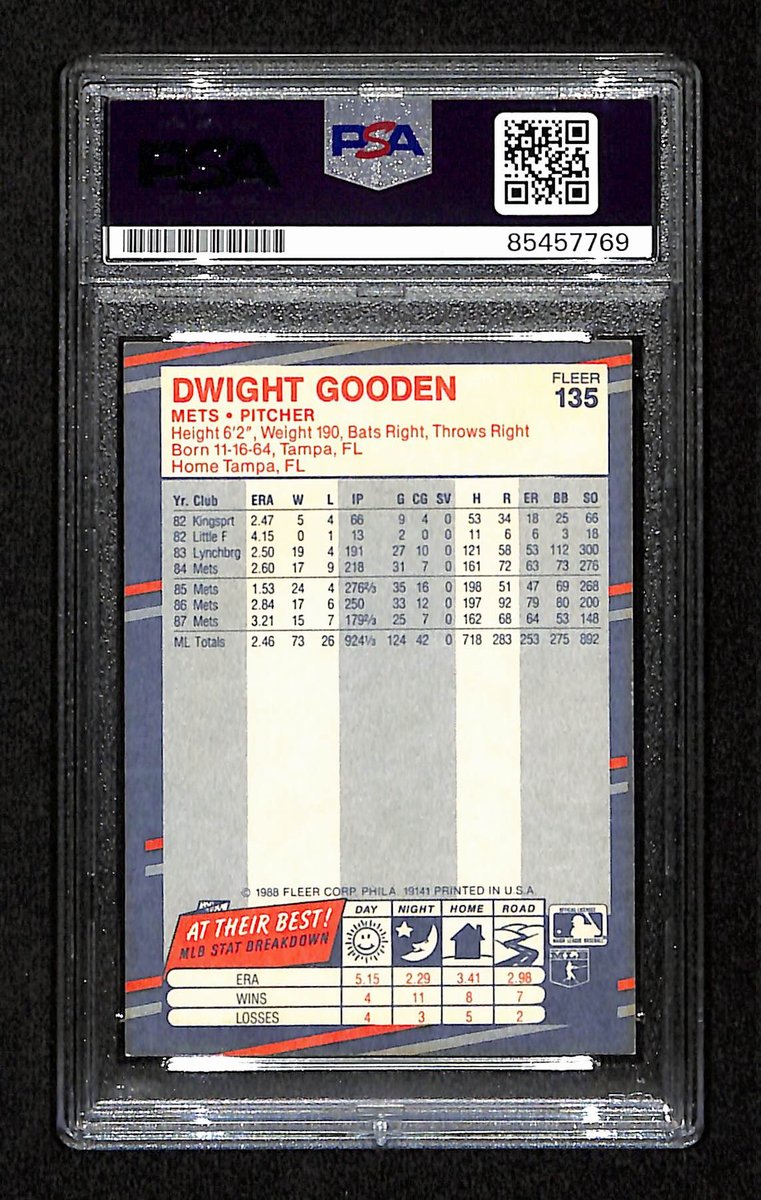 PSA
PSA
85457769
DWIGHT GOODEN
FLEER
135
METS • PITCHER
Height 6'2", Weight 190, Bats Right, Throws Right
Born 11-16-64, Tampa, FL
Home Tampa, FL
Yr. Club ERA W L IP G CG SV H R ER BB SO
82 Kingsprt 2.47 5 4 66 9 4 0 53 34 18 25 66
82 Little F 4.15 0 1 13 2 0 0 11 6 6 3 18
83 Lynchbrg 2.50 19 4 191 27 10 0 121 58 53 112 300
84 Mets 2.60 17 9 218 31 7 0 161 72 63 73 276
85 Mets 1.53 24 4 276⅔ 35 16 0 198 51 47 69 268
86 Mets 2.84 17 6 250 33 12 0 197 92 79 80 200
87 Mets 3.21 15 7 179⅔ 25 7 0 162 68 64 53 148
ML Totals 2.46 73 26 924⅓ 124 42 0 718 283 253 275 892
© 1988 FLEER CORP. PHILA. 19141 PRINTED IN U.S.A.
AT THEIR BEST!
MLB STAT BREAKDOWN
DAY NIGHT HOME ROAD
ERA 5.15 2.29 3.41 2.98
WINS 4 11 8 7
LOSSES 4 3 5 2
OFFICIAL LICENSEE
MAJOR LEAGUE BASEBALL